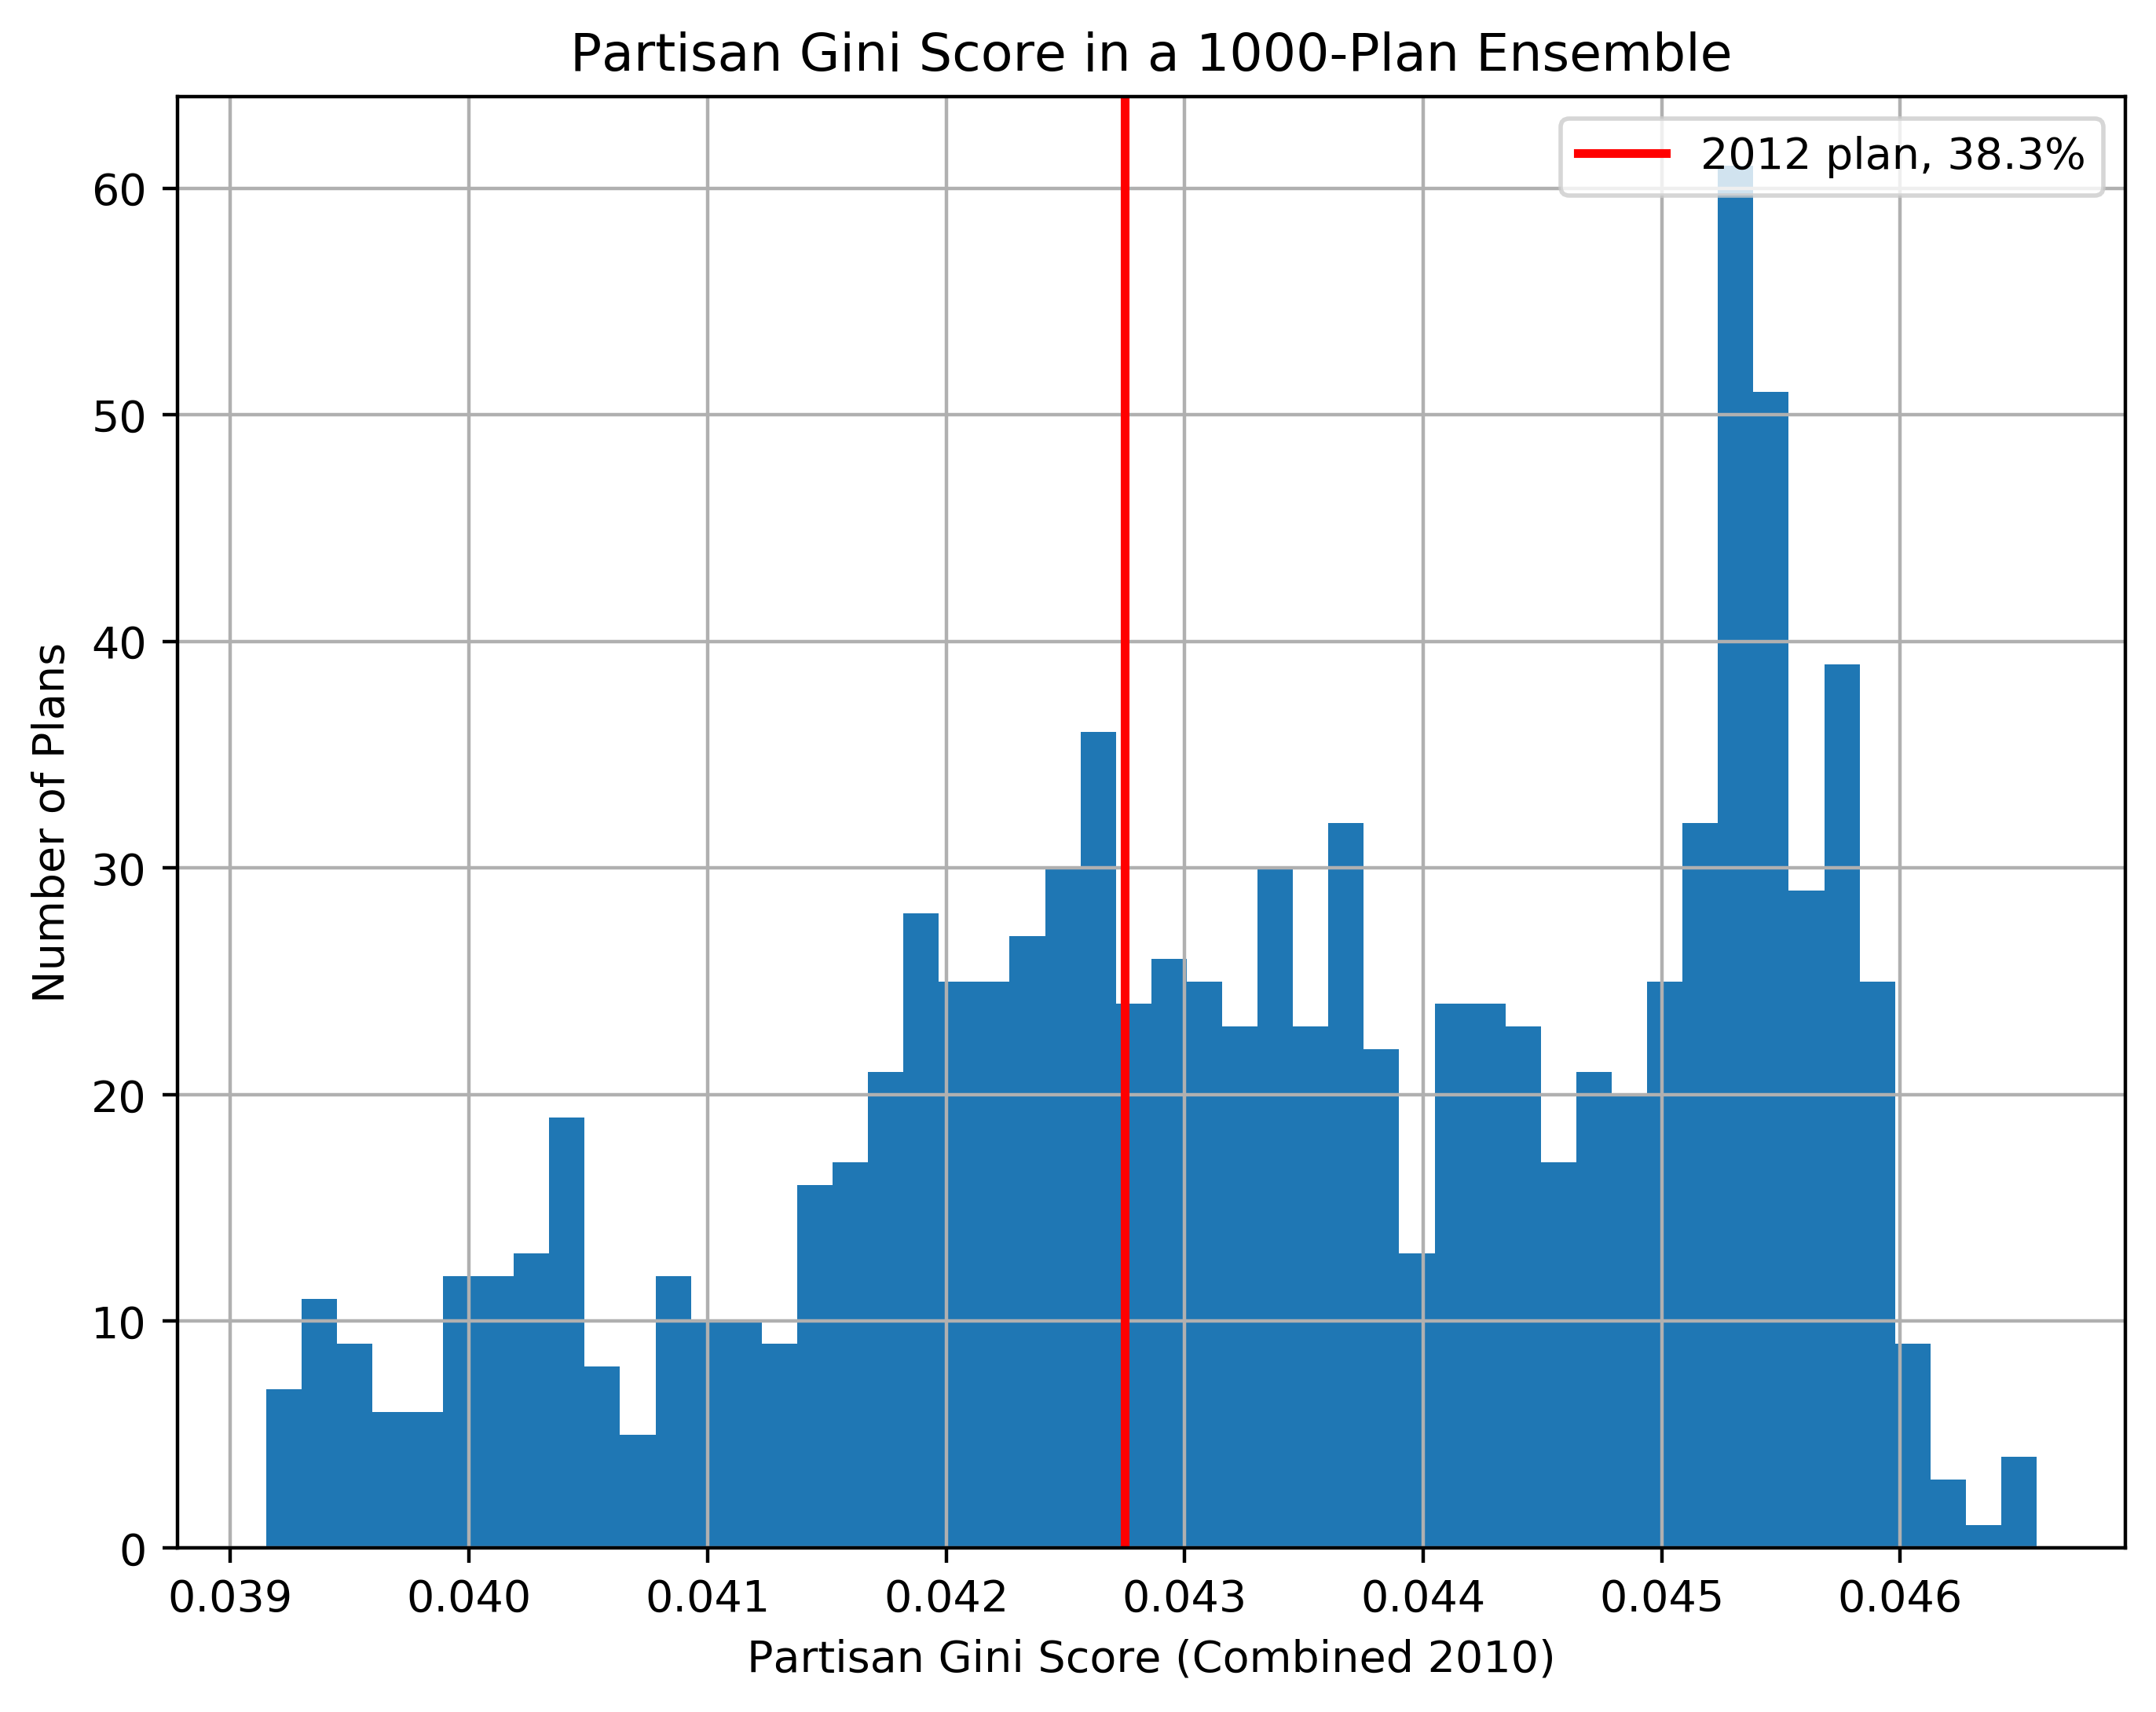 Partisan Gini Score in a 1000-Plan Ensemble
2012 plan, 38.3%
60
50
40
30
20
10
0
Number of Plans
0.039 0.040 0.041 0.042 0.043 0.044 0.045 0.046
Partisan Gini Score (Combined 2010)